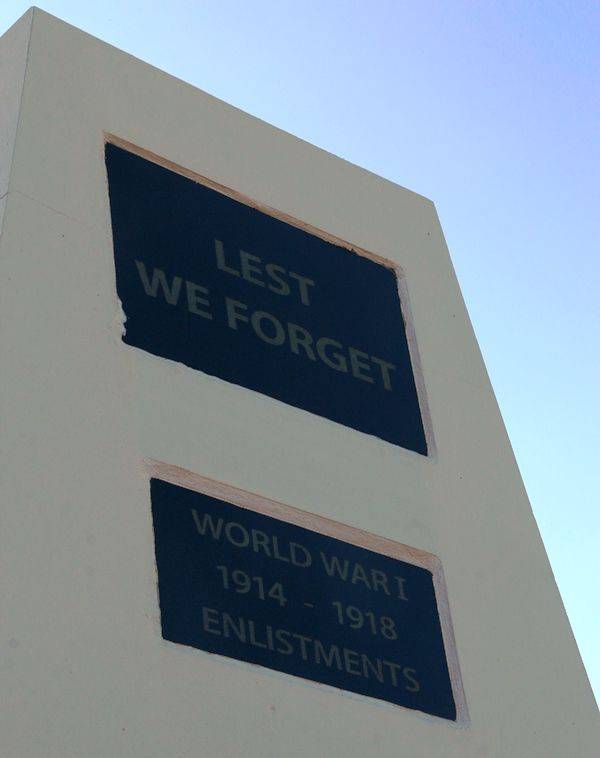 LEST
WE FORGET
WORLD WAR I
1914 - 1918
ENLISTMENTS